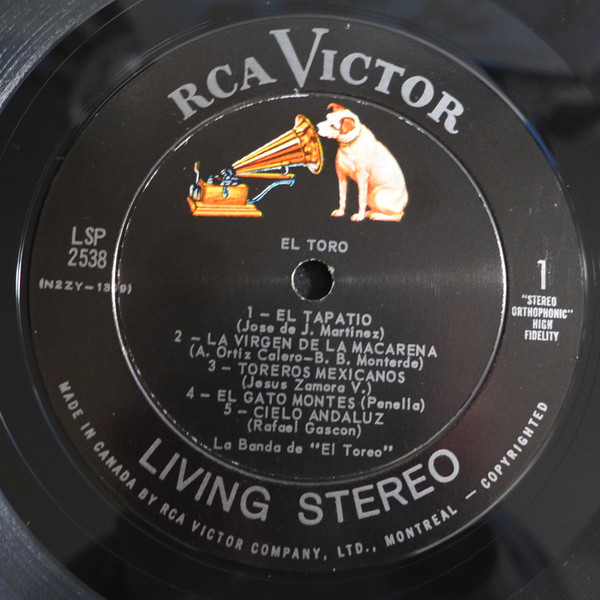 RCA VICTOR
EL TORO
LSP
2538
1
"STEREO
ORTHOPHONIC"
HIGH
FIDELITY
1 – EL TAPATIO
(Jose de J. Martinez)
2 – LA VIRGEN DE LA MACARENA
(A. Ortiz Calero–B. B. Monterde)
3 – TOREROS MEXICANOS
(Jesus Zamora V.)
4 – EL GATO MONTES (Penella)
5 – CIELO ANDALUZ
(Rafael Gascon)
La Banda de "El Toreo"
LIVING STEREO
MADE IN CANADA BY RCA VICTOR COMPANY, LTD., MONTREAL – COPYRIGHTED